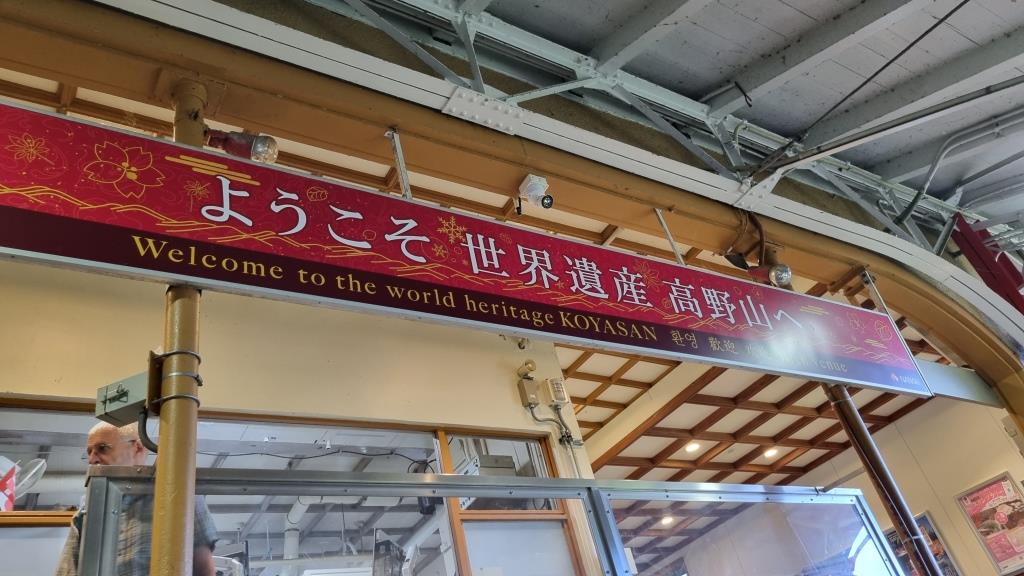 ようこそ 世界遺産 高野山へ。
Welcome to the world heritage KOYASAN 환영 歡迎